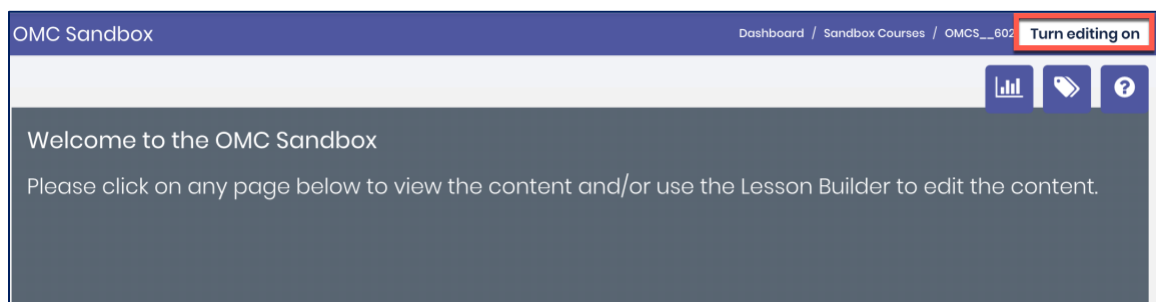 OMC Sandbox
Dashboard / Sandbox Courses / OMCS__602
Turn editing on
Welcome to the OMC Sandbox
Please click on any page below to view the content and/or use the Lesson Builder to edit the content.